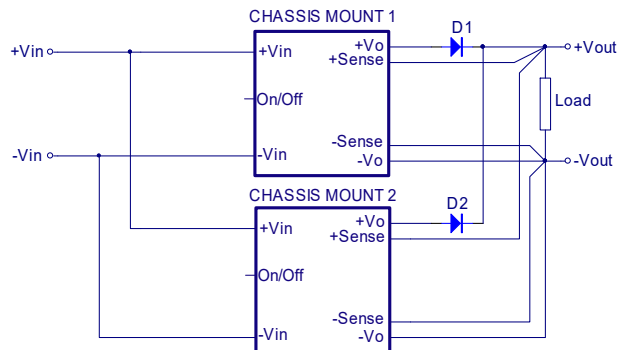 CHASSIS MOUNT 1
D1
+Vin
+Vin
+Vo
+Sense
+Vout
On/Off
Load
-Vin
-Vin
-Sense
-Vo
-Vout
CHASSIS MOUNT 2
D2
+Vin
+Vo
+Sense
On/Off
-Vin
-Sense
-Vo